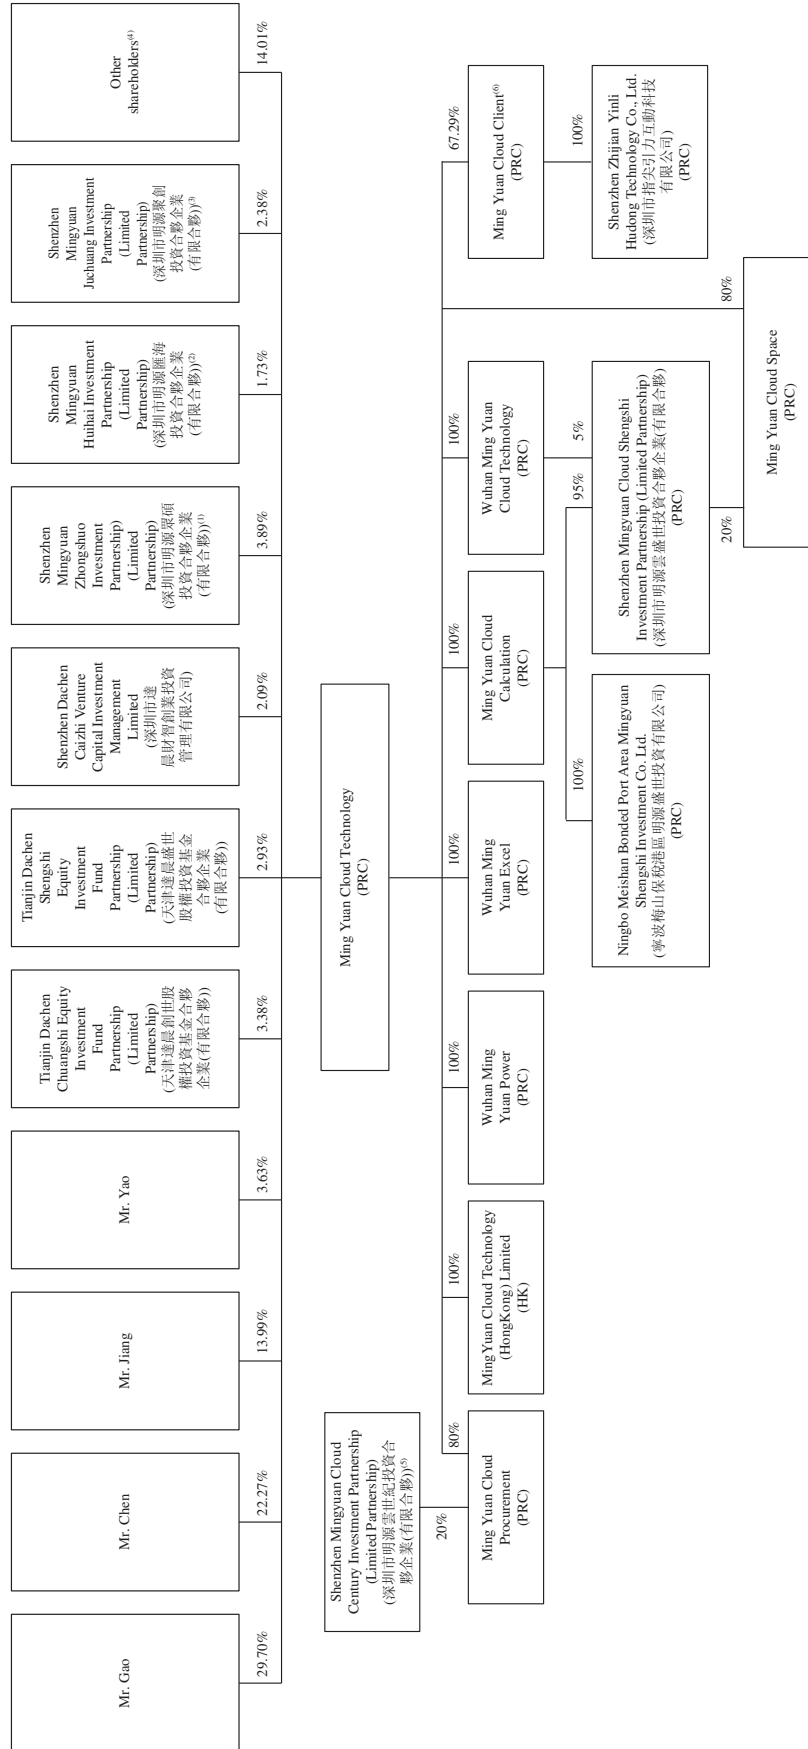 Mr. Gao
29.70%
Mr. Chen
22.27%
Mr. Jiang
13.99%
Mr. Yao
3.63%
Tianjin Dachen
Chuangshi Equity
Investment
Fund
Partnership
(Limited
Partnership)
(天津達晨創世股
權投資基金合夥
企業(有限合夥))
3.38%
Tianjin Dachen
Shengshi
Equity
Investment
Fund
Partnership
(Limited
Partnership)
(天津達晨盛世
股權投資基金
合夥企業
(有限合夥))
2.93%
Shenzhen Dachen
Caizhi Venture
Capital Investment
Management
Limited
(深圳市達
晨財智創業投資
管理有限公司)
2.09%
Shenzhen
Mingyuan
Zhongshuo
Investment
Partnership)
(Limited
Partnership)
(深圳市明源眾碩
投資合夥企業
(有限合夥))(1)
3.89%
Shenzhen
Mingyuan
Huihai Investment
Partnership
(Limited
Partnership)
(深圳市明源匯海
投資合夥企業
(有限合夥))(2)
1.73%
Shenzhen
Mingyuan
Juchuang Investment
Partnership
(Limited
Partnership)
(深圳市明源聚創
投資合夥企業
(有限合夥))(3)
2.38%
Other
shareholders(4)
14.01%
Ming Yuan Cloud Technology
(PRC)
Shenzhen Mingyuan Cloud
Century Investment Partnership
(Limited Partnership)
(深圳市明源雲世紀投資合
夥企業(有限合夥))(5)
20%
80%
Ming Yuan Cloud
Procurement
(PRC)
100%
MingYuan Cloud Technology
(HongKong) Limited
(HK)
100%
Wuhan Ming
Yuan Power
(PRC)
100%
Wuhan Ming
Yuan Excel
(PRC)
100%
Ming Yuan Cloud
Calculation
(PRC)
100%
Wuhan Ming Yuan
Cloud Technology
(PRC)
67.29%
Ming Yuan Cloud Client(6)
(PRC)
100%
95%
5%
100%
Ningbo Meishan Bonded Port Area Mingyuan
Shengshi Investment Co. Ltd.
(寧波梅山保稅港區明源盛世投資有限公司)
(PRC)
Shenzhen Mingyuan Cloud Shengshi
Investment Partnership (Limited Partnership)
(深圳市明源雲盛世投資合夥企業(有限合夥)
(PRC)
Shenzhen Zhijian Yinli
Hudong Technology Co., Ltd.
(深圳市指尖引力互動科技
有限公司)
(PRC)
20%
80%
Ming Yuan Cloud Space
(PRC)